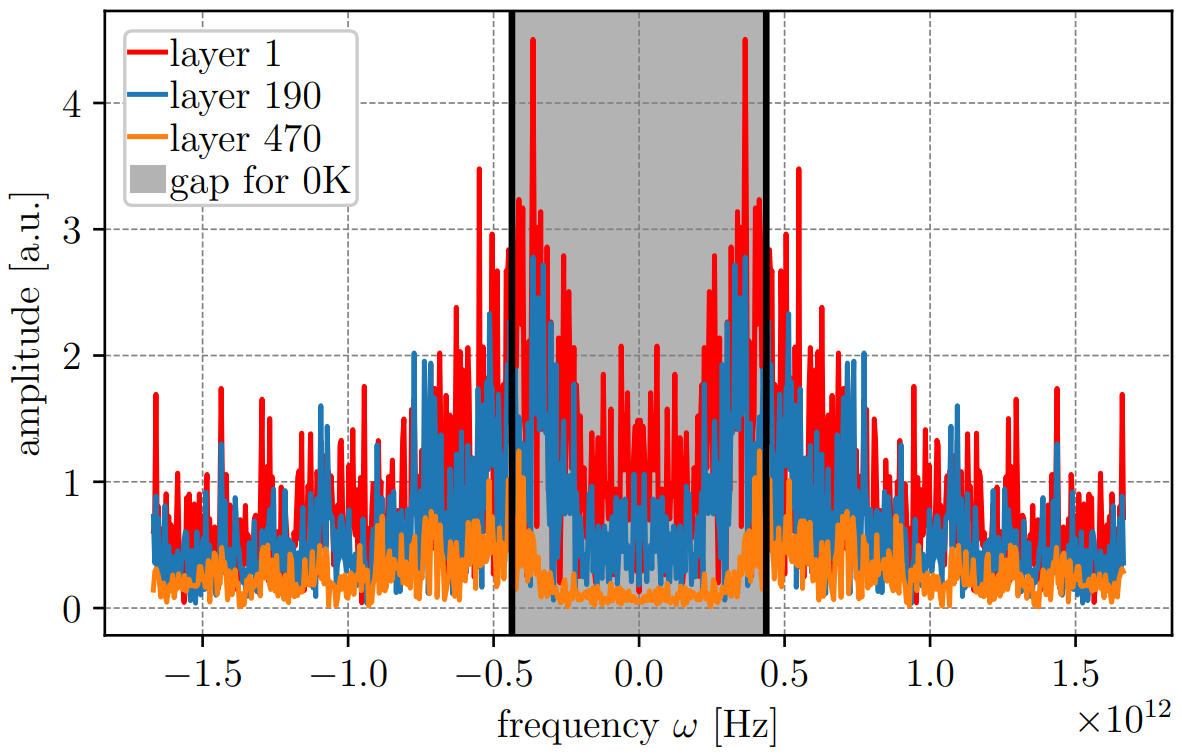 layer 1
layer 190
layer 470
gap for 0K
amplitude [a.u.]
4
3
2
1
0
−1.5 −1.0 −0.5 0.0 0.5 1.0 1.5
×10¹²
frequency ω [Hz]